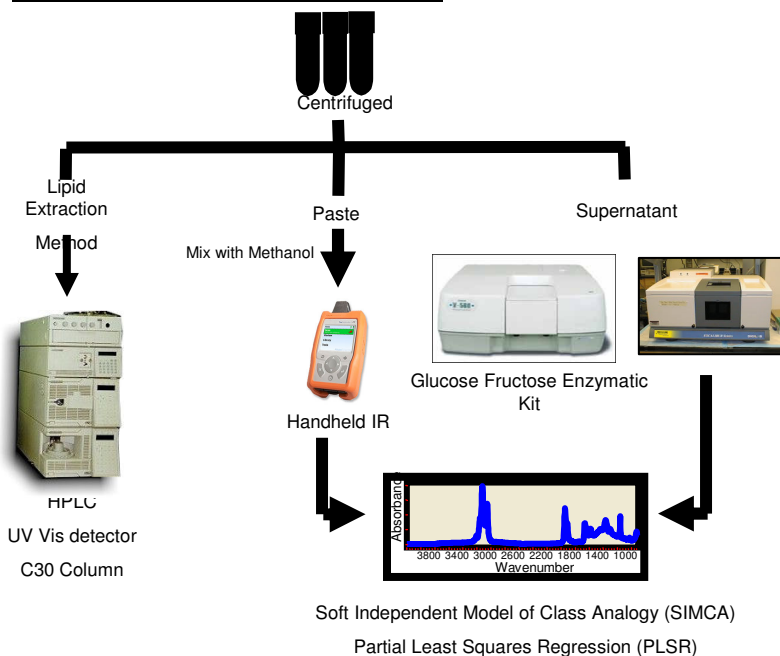 Centrifuged
Lipid
Extraction
Method
Paste
Supernatant
Mix with Methanol
Glucose Fructose Enzymatic
Kit
Handheld IR
HPLC
UV Vis detector
C30 Column
Absorbance
3800 3400 3000 2600 2200 1800 1400 1000
Wavenumber
Soft Independent Model of Class Analogy (SIMCA)
Partial Least Squares Regression (PLSR)